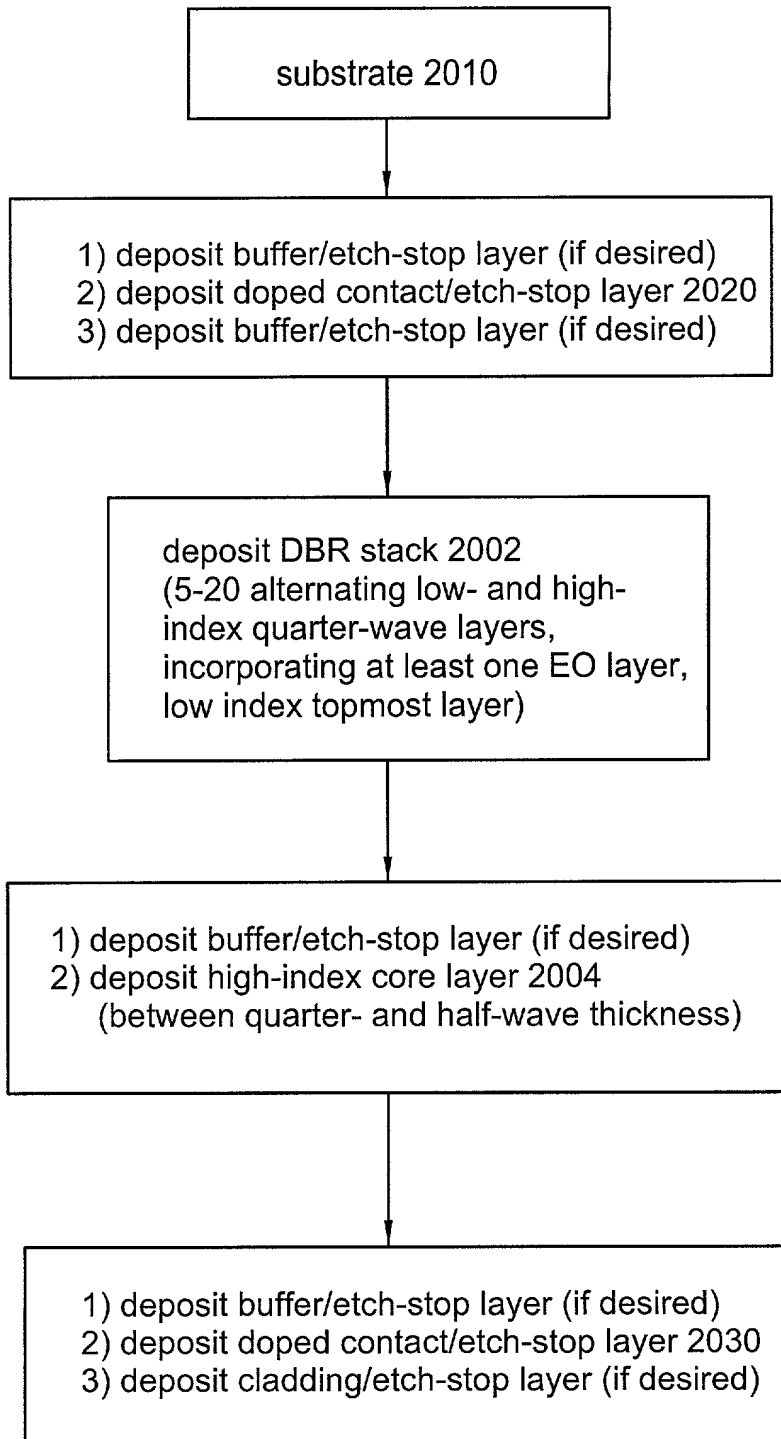 substrate 2010
1) deposit buffer/etch-stop layer (if desired)
2) deposit doped contact/etch-stop layer 2020
3) deposit buffer/etch-stop layer (if desired)
deposit DBR stack 2002
(5-20 alternating low- and high-
index quarter-wave layers,
incorporating at least one EO layer,
low index topmost layer)
1) deposit buffer/etch-stop layer (if desired)
2) deposit high-index core layer 2004
(between quarter- and half-wave thickness)
1) deposit buffer/etch-stop layer (if desired)
2) deposit doped contact/etch-stop layer 2030
3) deposit cladding/etch-stop layer (if desired)